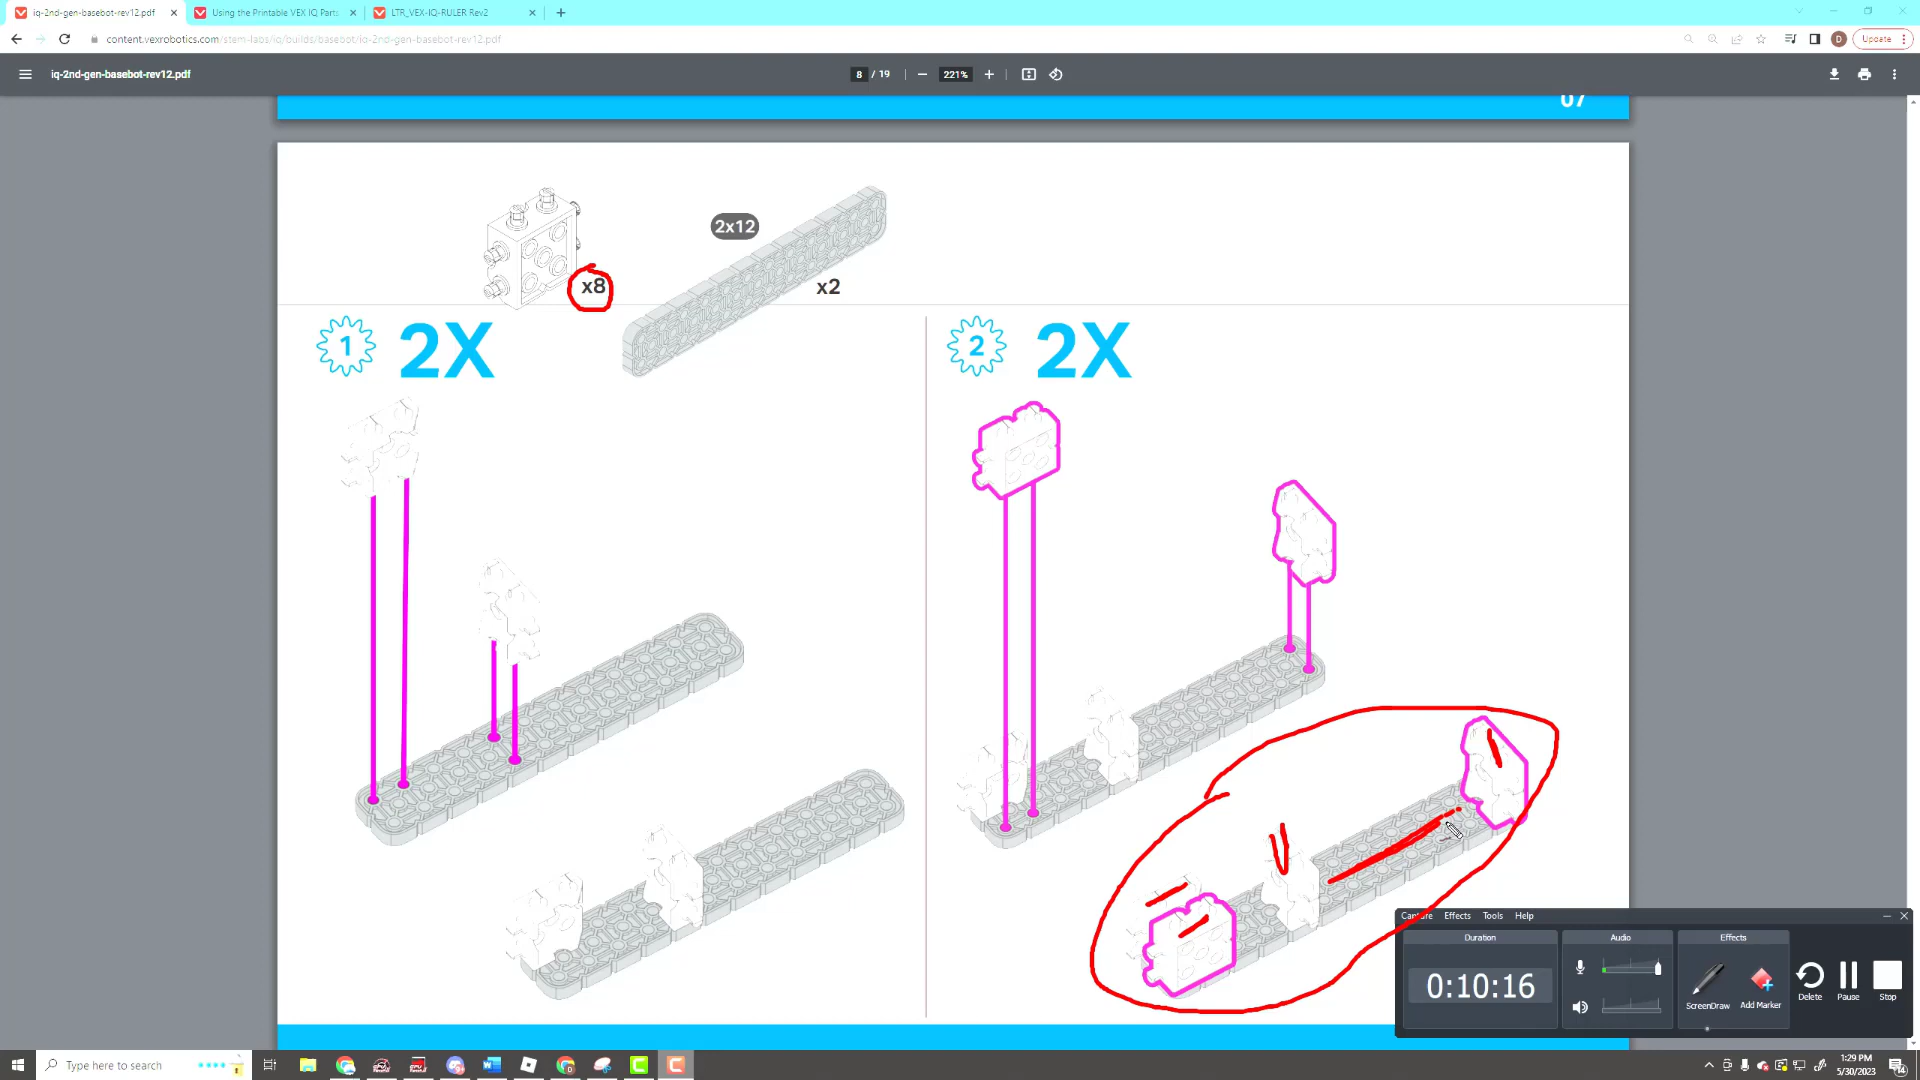 iq-2nd-gen-basebot-rev12.pdf
Using the Printable VEX IQ Parts
LTR_VEX-IQ-RULER Rev2
content.vexrobotics.com/stem-labs/iq/builds/basebot/iq-2nd-gen-basebot-rev12.pdf
D
Update
iq-2nd-gen-basebot-rev12.pdf
8 / 19
221%
07
2x12
x8
x2
1 2X
2 2X
Capture Effects Tools Help
Duration
Audio
Effects
0:10:16
ScreenDraw
Add Marker
Delete
Pause
Stop
Type here to search
1:29 PM
5/30/2023